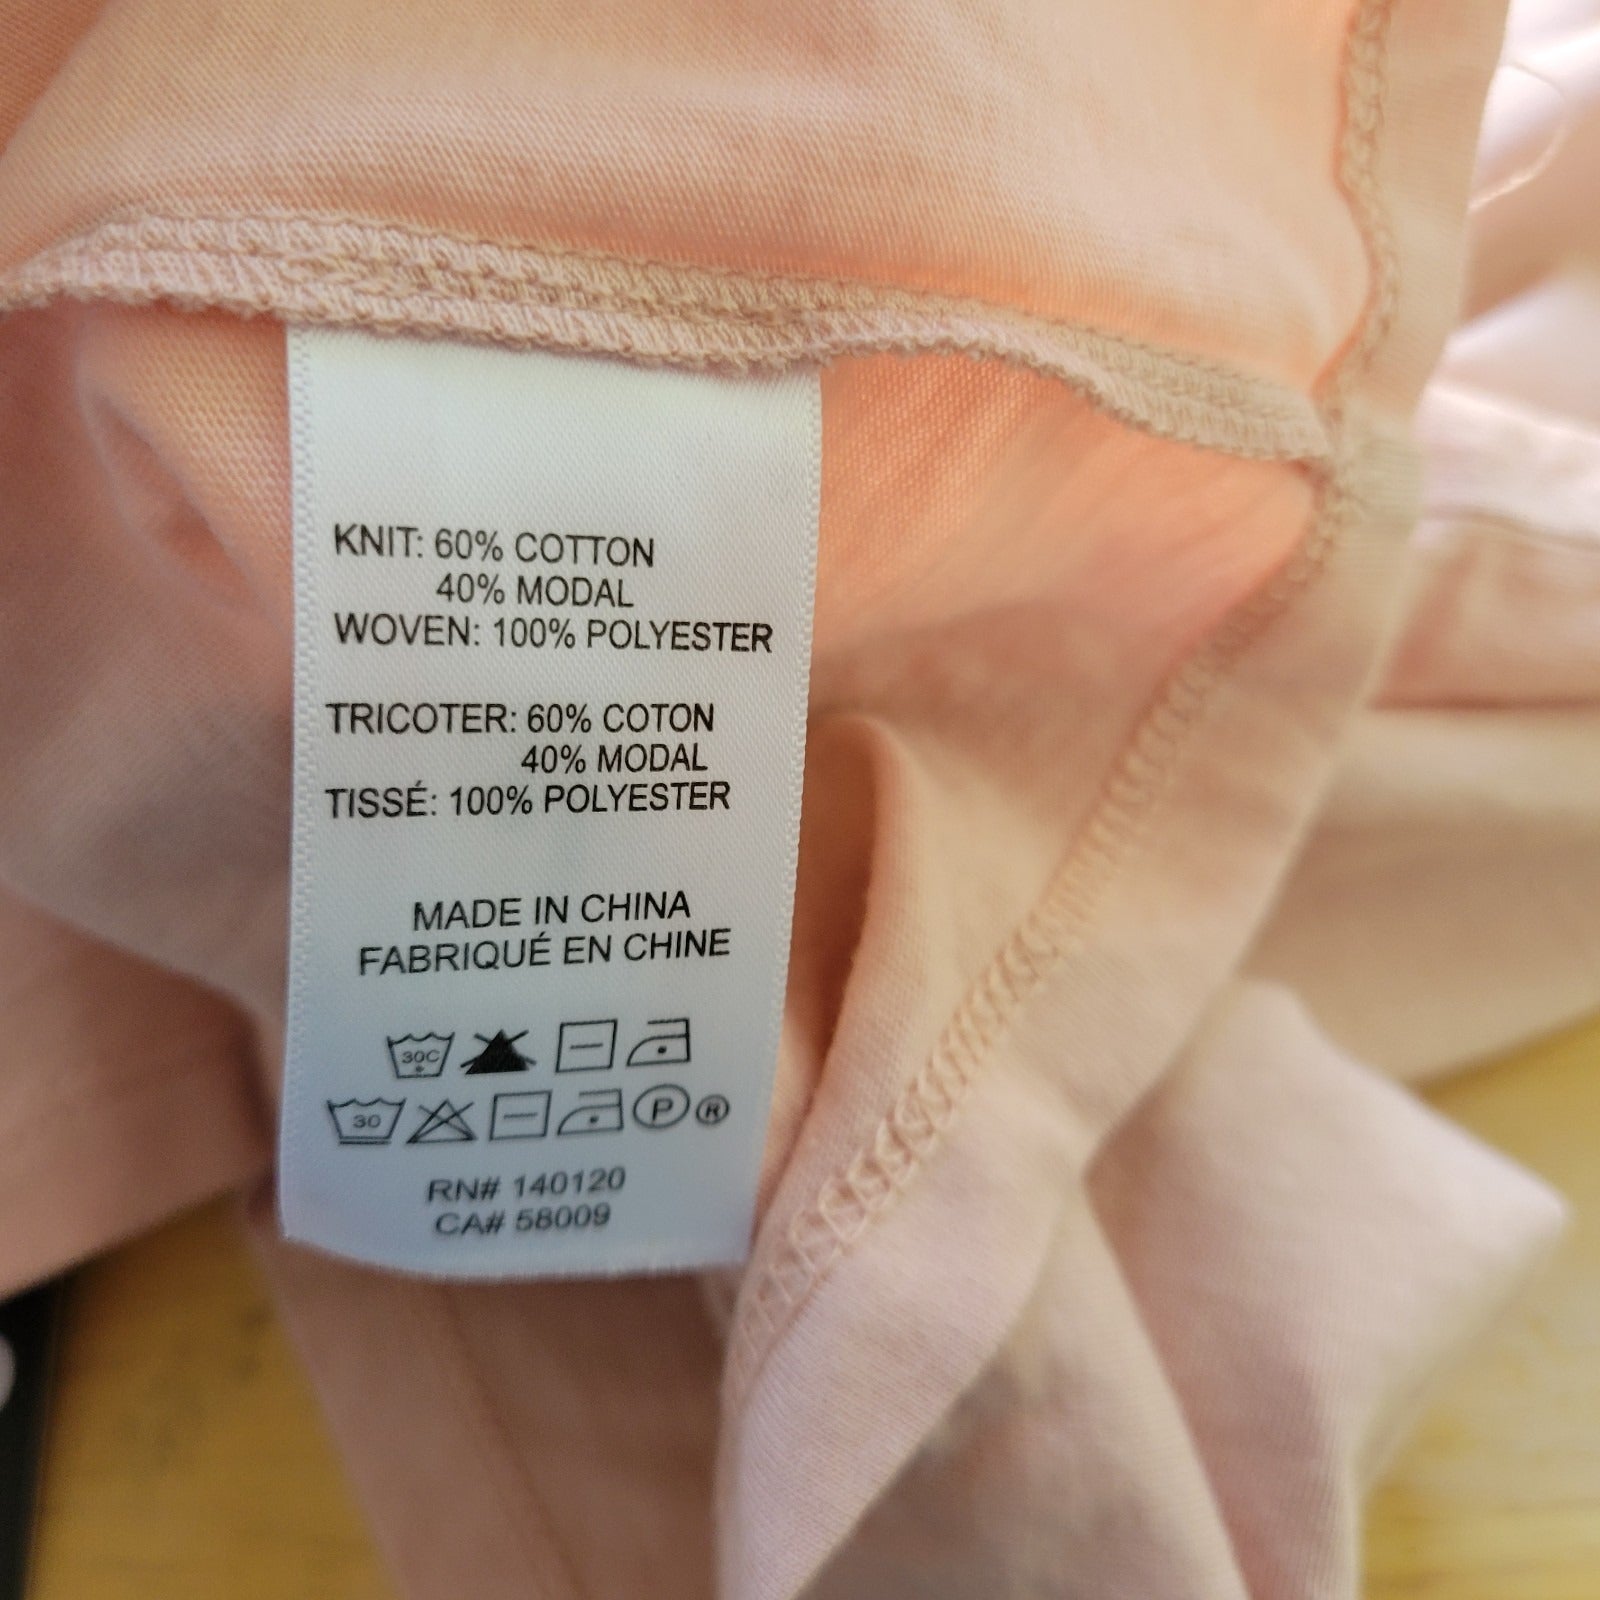 KNIT: 60% COTTON
40% MODAL
WOVEN: 100% POLYESTER
TRICOTER: 60% COTON
40% MODAL
TISSÉ: 100% POLYESTER
MADE IN CHINA
FABRIQUÉ EN CHINE
30C
30 P ®
RN# 140120
CA# 58009